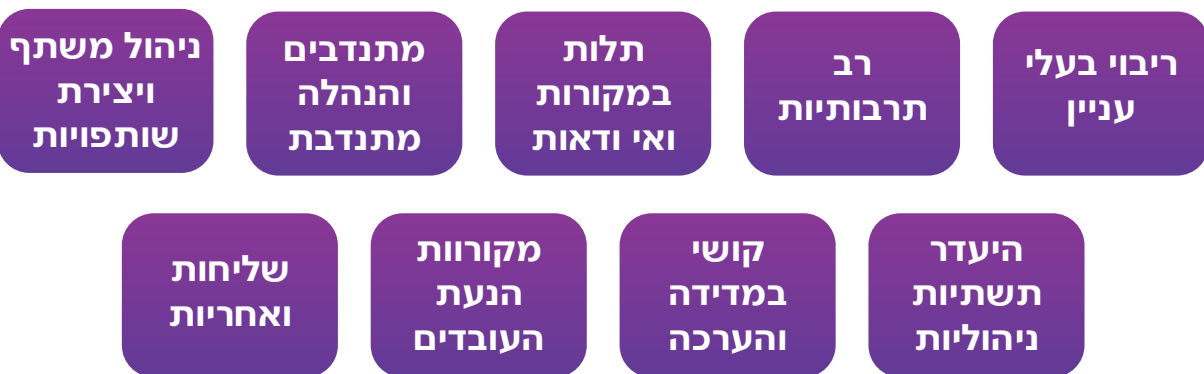 ריבוי בעלי
עניין
רב
תרבותיות
תלות
במקורות
ואי ודאות
מתנדבים
והנהלה
מתנדבת
ניהול משתף
ויצירת
שותפויות
היעדר
תשתיות
ניהוליות
קושי
במדידה
והערכה
מקורוות
הנעת
העובדים
שליחות
ואחריות